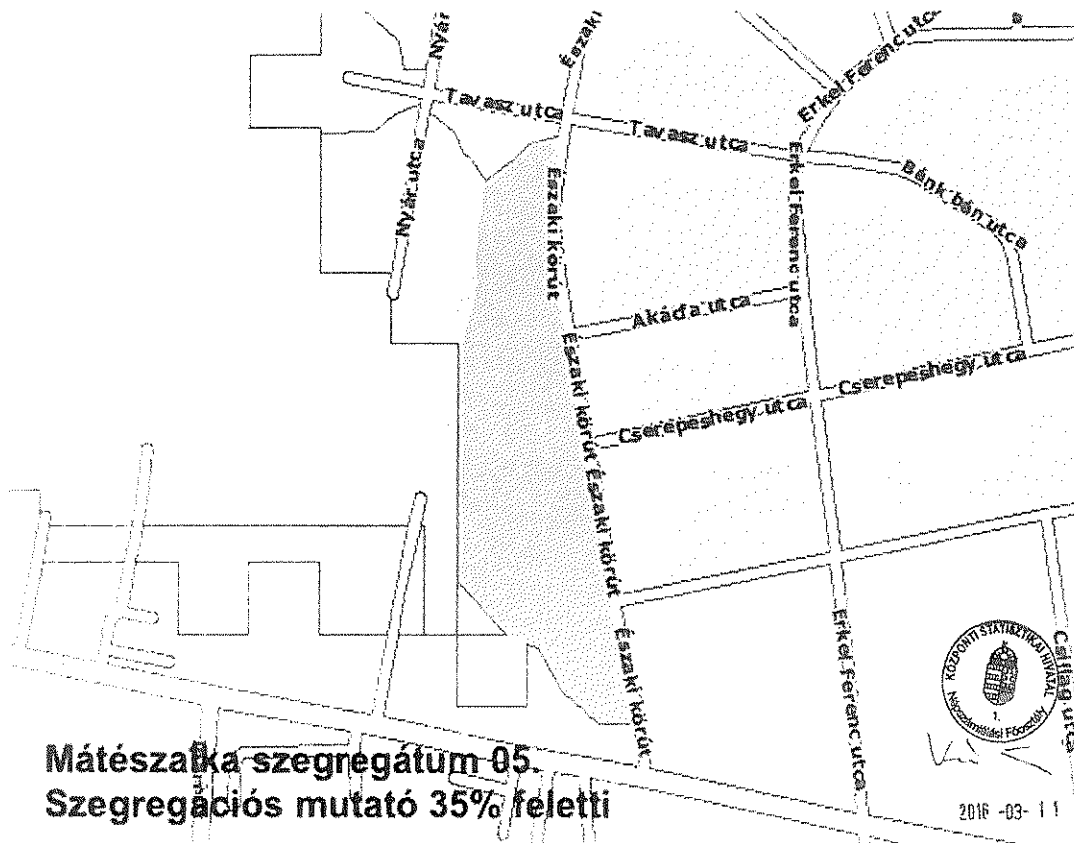 Nyár
Északi
Erkel Ferenc utca
Tavasz utca
Tavasz utca
Nyár utca
Északi körút
Erkel Ferenc utca
Bánk bán utca
Akácfa utca
Északi körút
Cserepeshegy utca
Cserepeshegy utca
Északi körút
Északi körút
Erkel Ferenc utca
Csillag utca
KÖZPONTI STATISZTIKAI HIVATAL
Népszámlálási Főosztály
1.
Mátészalka szegregátum 05.
Szegregációs mutató 35% feletti
2016 -03- 11